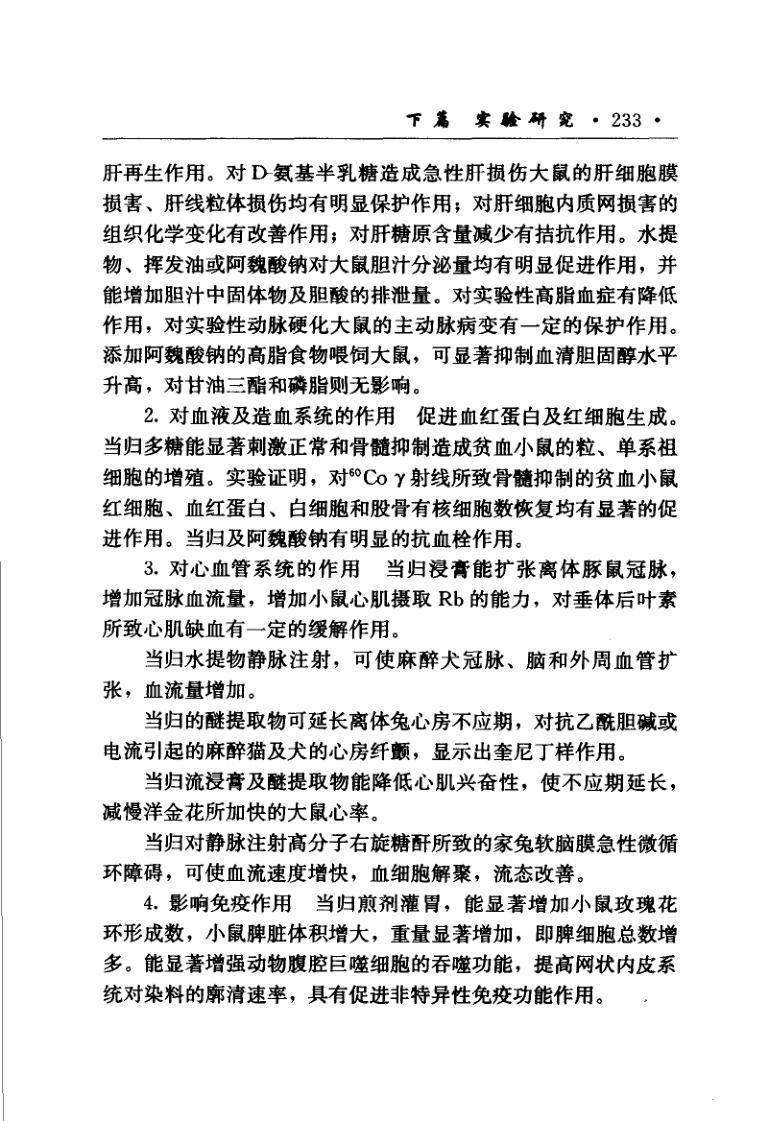 下篇 实验研究 · 233 ·
肝再生作用。对 D-氨基半乳糖造成急性肝损伤大鼠的肝细胞膜
损害、肝线粒体损伤均有明显保护作用；对肝细胞内质网损害的
组织化学变化有改善作用；对肝糖原含量减少有拮抗作用。水提
物、挥发油或阿魏酸钠对大鼠胆汁分泌量均有明显促进作用，并
能增加胆汁中固体物及胆酸的排泄量。对实验性高脂血症有降低
作用，对实验性动脉硬化大鼠的主动脉病变有一定的保护作用。
添加阿魏酸钠的高脂食物喂饲大鼠，可显著抑制血清胆固醇水平
升高，对甘油三酯和磷脂则无影响。
2. 对血液及造血系统的作用 促进血红蛋白及红细胞生成。
当归多糖能显著刺激正常和骨髓抑制造成贫血小鼠的粒、单系祖
细胞的增殖。实验证明，对⁶⁰Co γ射线所致骨髓抑制的贫血小鼠
红细胞、血红蛋白、白细胞和股骨有核细胞数恢复均有显著的促
进作用。当归及阿魏酸钠有明显的抗血栓作用。
3. 对心血管系统的作用 当归浸膏能扩张离体豚鼠冠脉，
增加冠脉血流量，增加小鼠心肌摄取 Rb 的能力，对垂体后叶素
所致心肌缺血有一定的缓解作用。
当归水提物静脉注射，可使麻醉犬冠脉、脑和外周血管扩
张，血流量增加。
当归的醚提取物可延长离体兔心房不应期，对抗乙酰胆碱或
电流引起的麻醉猫及犬的心房纤颤，显示出奎尼丁样作用。
当归流浸膏及醚提取物能降低心肌兴奋性，使不应期延长，
减慢洋金花所加快的大鼠心率。
当归对静脉注射高分子右旋糖酐所致的家兔软脑膜急性微循
环障碍，可使血流速度增快，血细胞解聚，流态改善。
4. 影响免疫作用 当归煎剂灌胃，能显著增加小鼠玫瑰花
环形成数，小鼠脾脏体积增大，重量显著增加，即脾细胞总数增
多。能显著增强动物腹腔巨噬细胞的吞噬功能，提高网状内皮系
统对染料的廓清速率，具有促进非特异性免疫功能作用。